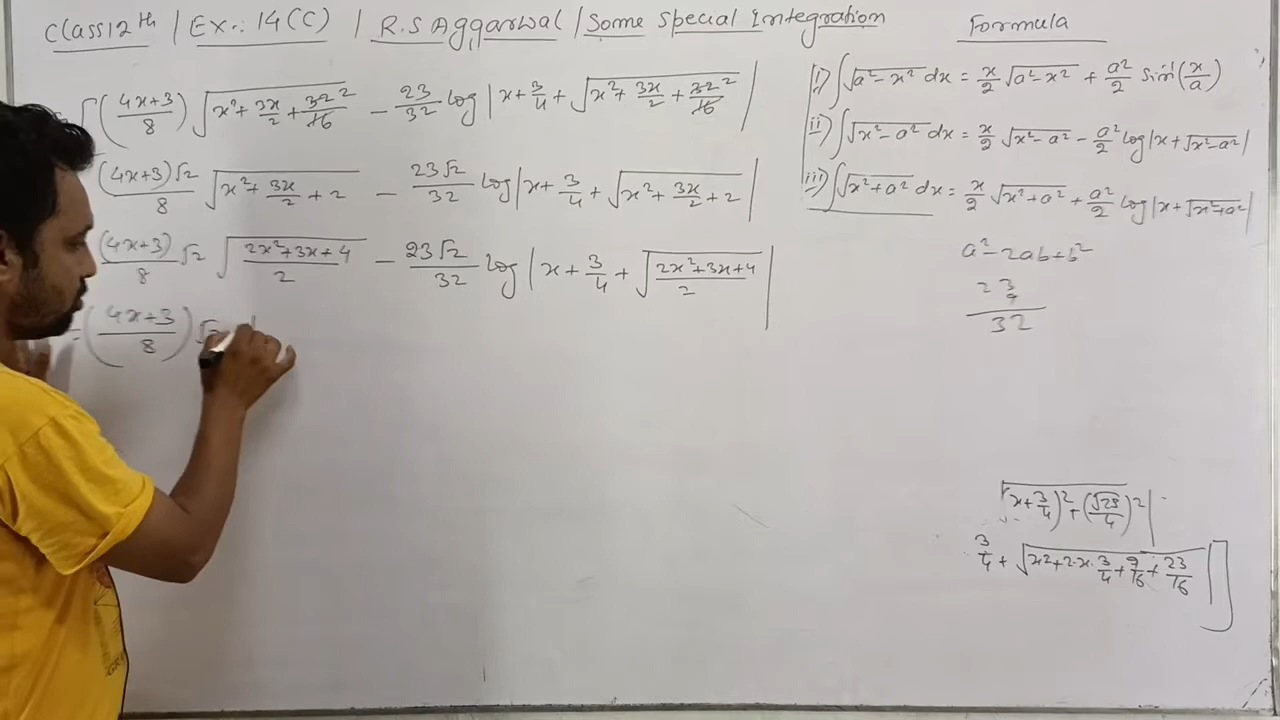 Class12th | Ex.: 14(C) | R.S Aggarwal | Some Special Integration
√2[((4x+3)/8) √(x²+3x/2+32/16 2) − 23/32 log|x+3/4+√(x²+3x/2+32/16 2)|
(4x+3)√2/8 √(x²+3x/2+2) − 23√2/32 log|x+3/4+√(x²+3x/2+2)|
(4x+3)/8 √2 √((2x²+3x+4)/2) − 23√2/32 log|x+3/4+√((2x²+3x+4)/2)|
=((4x+3)/8)√2
Formula
i) ∫√(a²−x²) dx = x/2 √(a²−x²) + a²/2 Sin⁻¹(x/a)
ii) ∫√(x²−a²) dx = x/2 √(x²−a²) − a²/2 log|x+√(x²−a²)|
iii) ∫√(x²+a²) dx = x/2 √(x²+a²) + a²/2 log|x+√(x²+a²)|
a²−2ab+b²
23
9
32
√((x+3/4)²+(√23/4)²)|
3/4+√(x²+2·x·3/4+9/16+23/16)|]